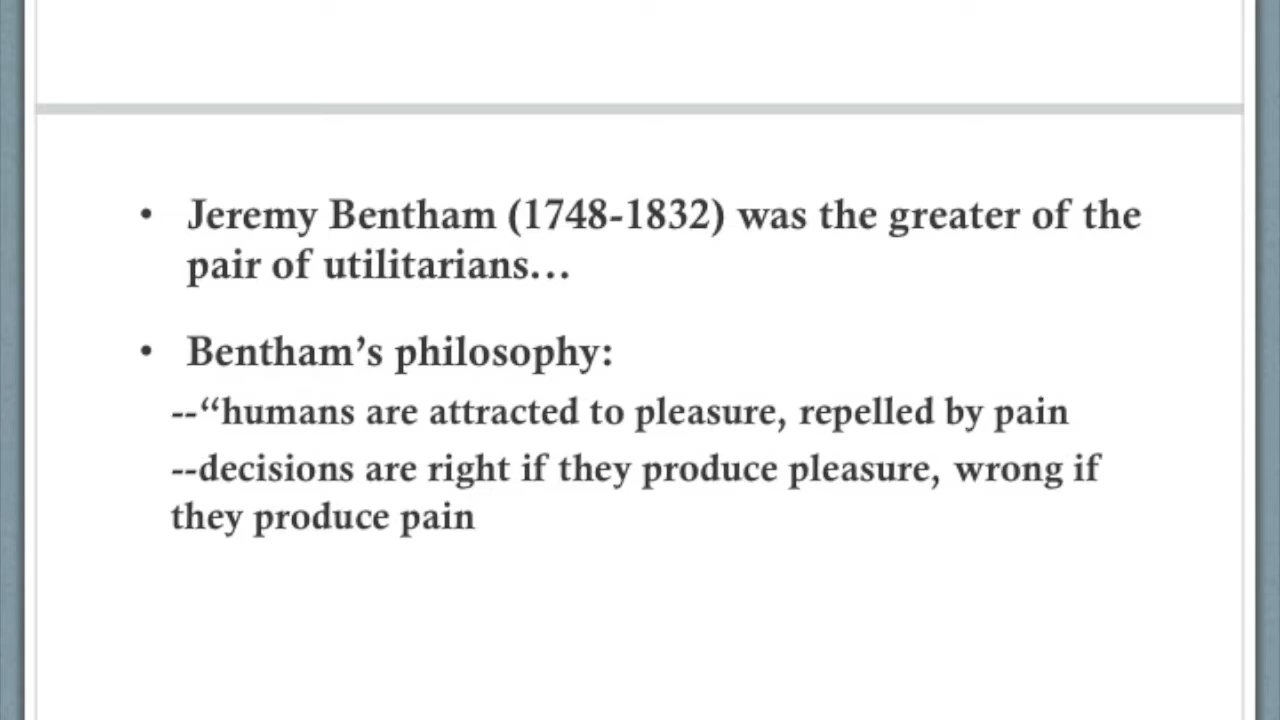 • Jeremy Bentham (1748-1832) was the greater of the
pair of utilitarians…
• Bentham’s philosophy:
--“humans are attracted to pleasure, repelled by pain
--decisions are right if they produce pleasure, wrong if
they produce pain